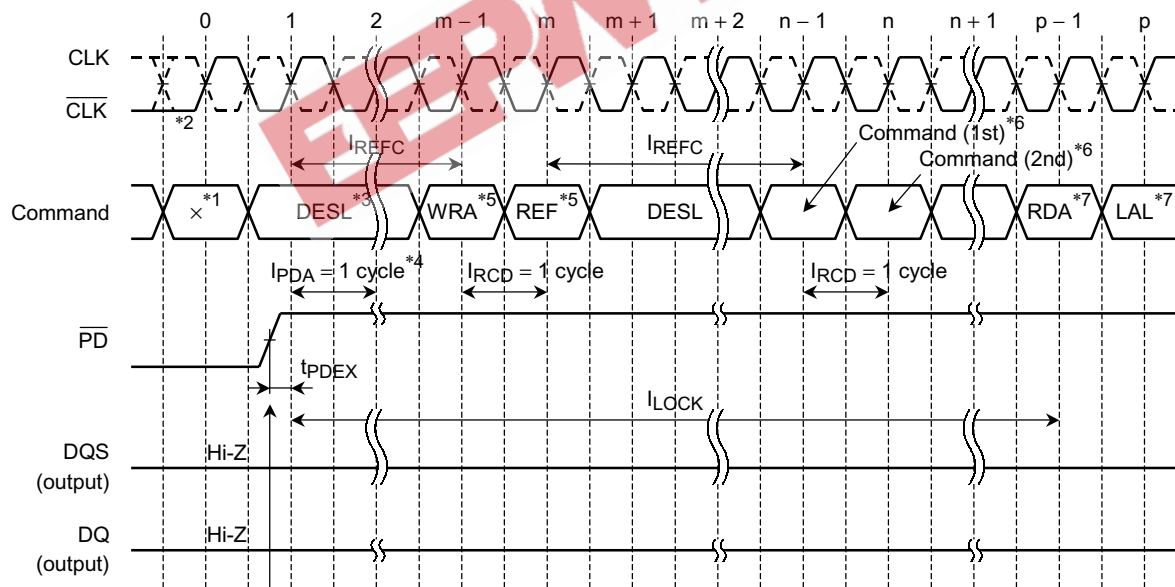 0 1 2 m − 1 m m + 1 m + 2 n − 1 n n + 1 p − 1 p
CLK
CLK
*2
EEPW
IREFC
IREFC
Command (1st)*6
Command (2nd)*6
Command
×*1
DESL*3
WRA*5
REF*5
DESL
RDA*7
LAL*7
IPDA = 1 cycle*4
IRCD = 1 cycle
IRCD = 1 cycle
PD
tPDEX
ILOCK
DQS
(output)
Hi-Z
DQ
(output)
Hi-Z